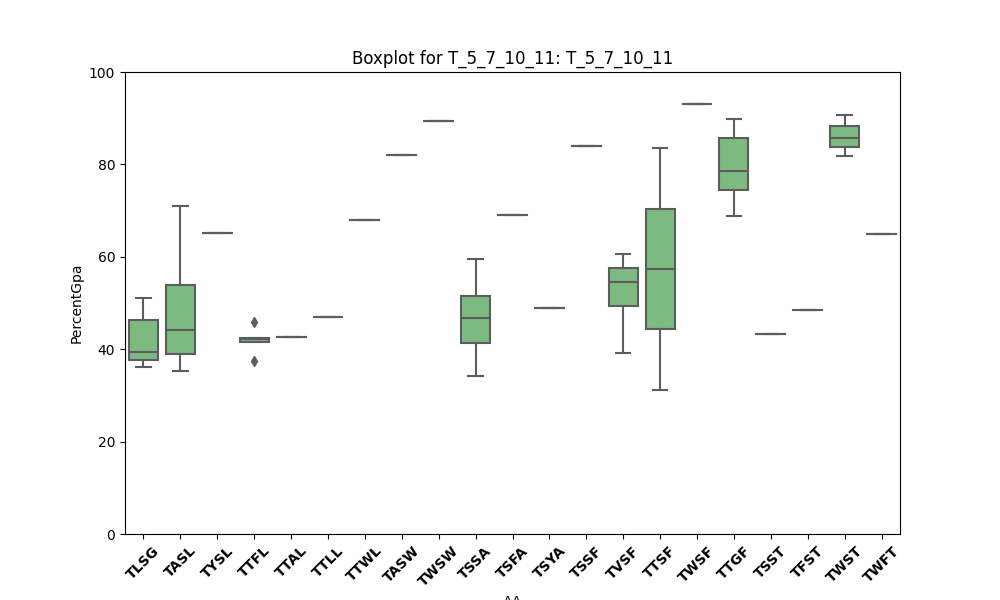 Boxplot for T_5_7_10_11: T_5_7_10_11
PercentGpa
100
80
60
40
20
0
TLSG
TASL
TYSL
TTFL
TTAL
TTLL
TTWL
TASW
TWSW
TSSA
TSFA
TSYA
TSSF
TVSF
TTSF
TWSF
TTGF
TSST
TFST
TWST
TWFT
AA